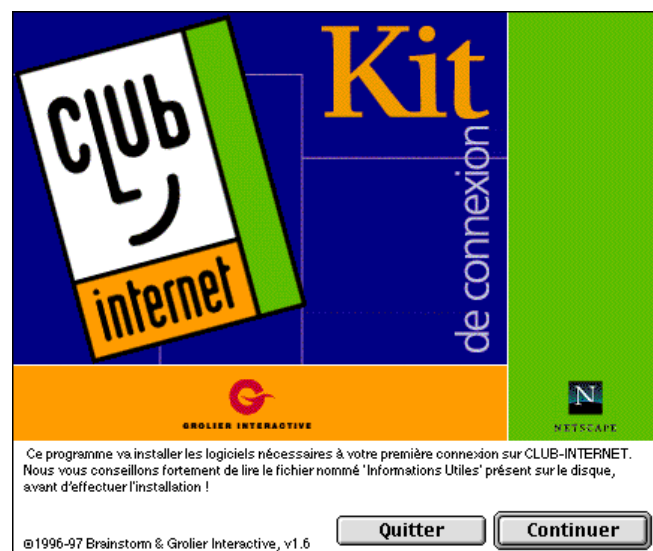 CLUb
internet
Kit
de connexion
GROLIER INTERACTIVE
N
NETSCAPE
Ce programme va installer les logiciels nécessaires à votre première connexion sur CLUB-INTERNET.
Nous vous conseillons fortement de lire le fichier nommé 'Informations Utiles' présent sur le disque,
avant d'effectuer l'installation !
©1996-97 Brainstorm & Grolier Interactive, v1.6
Quitter
Continuer